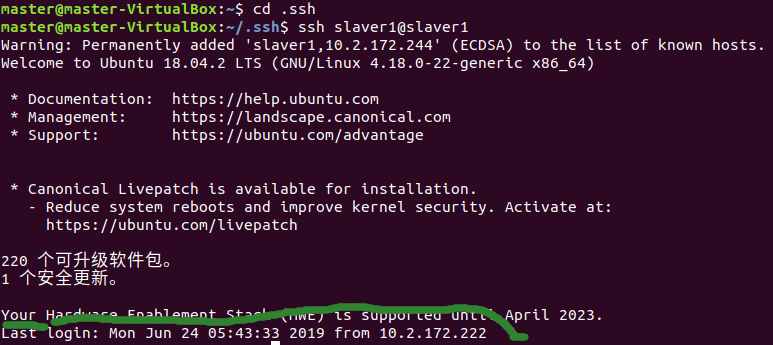 master@master-VirtualBox:~$ cd .ssh
master@master-VirtualBox:~/.ssh$ ssh slaver1@slaver1
Warning: Permanently added 'slaver1,10.2.172.244' (ECDSA) to the list of known hosts.
Welcome to Ubuntu 18.04.2 LTS (GNU/Linux 4.18.0-22-generic x86_64)
* Documentation: https://help.ubuntu.com
* Management: https://landscape.canonical.com
* Support: https://ubuntu.com/advantage
* Canonical Livepatch is available for installation.
- Reduce system reboots and improve kernel security. Activate at:
https://ubuntu.com/livepatch
220 个可升级软件包。
1 个安全更新。
Your Hardware Enablement Stack (HWE) is supported until April 2023.
Last login: Mon Jun 24 05:43:33 2019 from 10.2.172.222